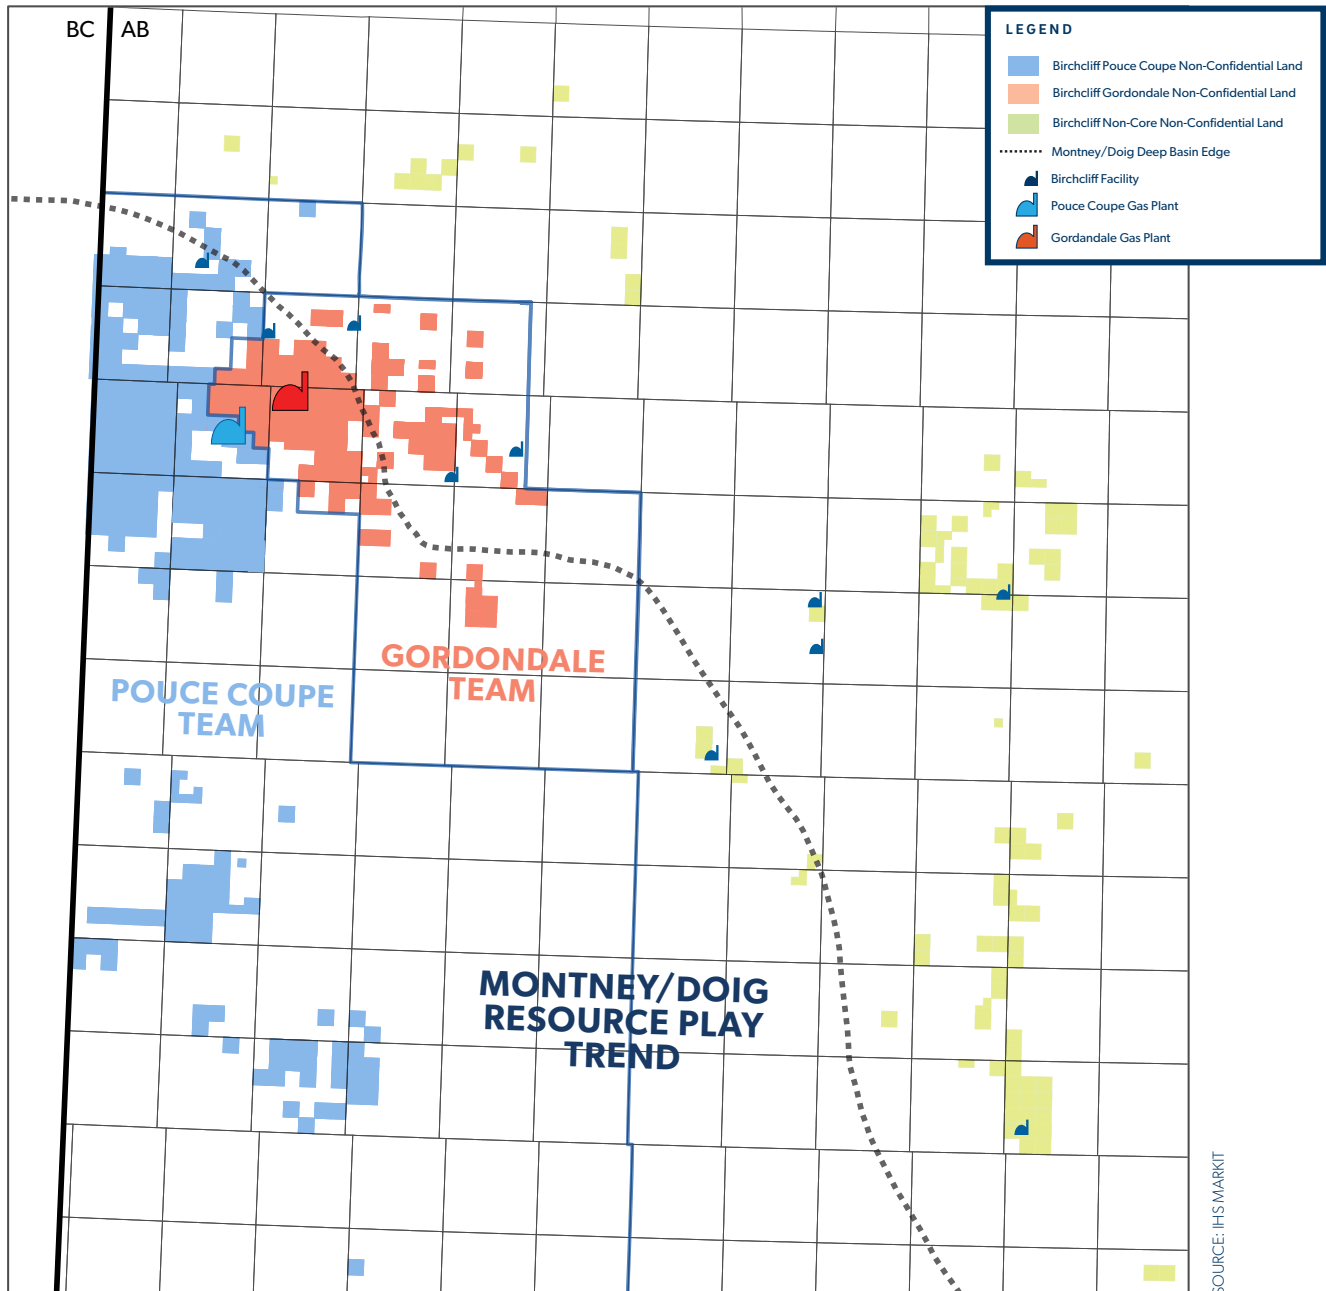 BC AB
LEGEND
Birchcliff Pouce Coupe Non-Confidential Land
Birchcliff Gordondale Non-Confidential Land
Birchcliff Non-Core Non-Confidential Land
Montney/Doig Deep Basin Edge
Birchcliff Facility
Pouce Coupe Gas Plant
Gordandale Gas Plant
GORDONDALE
TEAM
POUCE COUPE
TEAM
MONTNEY/DOIG
RESOURCE PLAY
TREND
SOURCE: IHS MARKIT